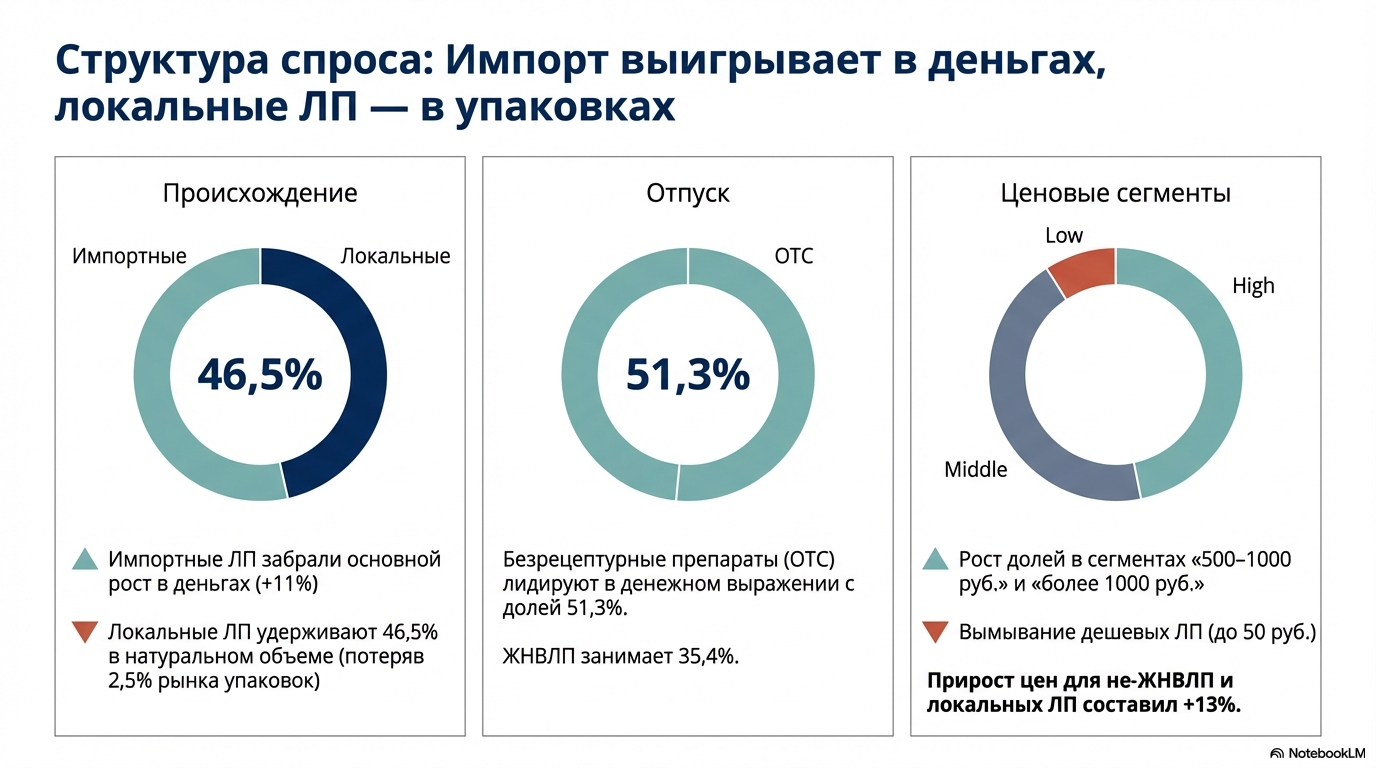 Структура спроса: Импорт выигрывает в деньгах,
локальные ЛП — в упаковках
Происхождение
Импортные
Локальные
46,5%
Импортные ЛП забрали основной
рост в деньгах (+11%)
Локальные ЛП удерживают 46,5%
в натуральном объеме (потеряв
2,5% рынка упаковок)
Отпуск
ОТС
51,3%
Безрецептурные препараты (ОТС)
лидируют в денежном выражении с
долей 51,3%.
ЖНВЛП занимает 35,4%.
Ценовые сегменты
Low
High
Middle
Рост долей в сегментах «500–1000
руб.» и «более 1000 руб.»
Вымывание дешевых ЛП (до 50 руб.)
Прирост цен для не-ЖНВЛП и
локальных ЛП составил +13%.
NotebookLM